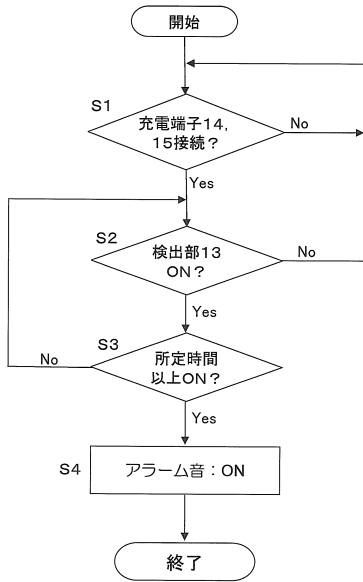 開始
S1
充電端子14,
15接続？
No
Yes
S2
検出部13
ON？
No
Yes
S3
所定時間
以上ON？
No
Yes
S4
アラーム音：ON
終了